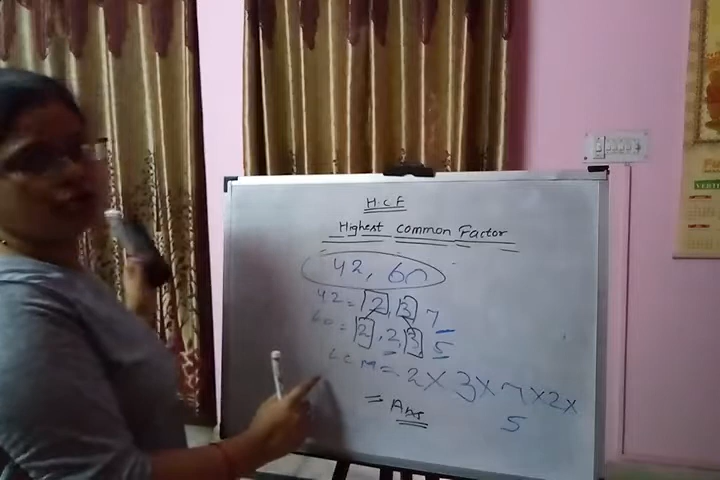 H.C.F
Highest common Factor
42, 60
42 = 2, 3, 7
60 = 2, 2, 3, 5
LCM = 2 × 3 × 7 × 2 ×
5
= Ans